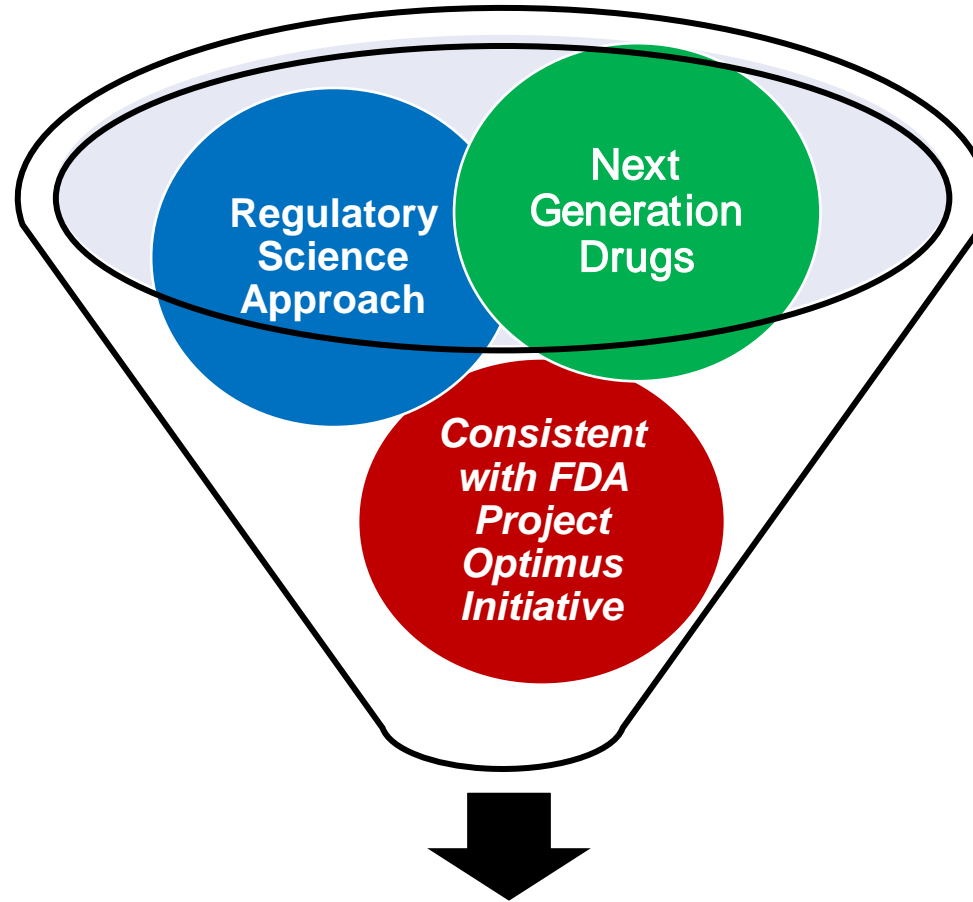 Regulatory
Science
Approach
Next
Generation
Drugs
Consistent
with FDA
Project
Optimus
Initiative